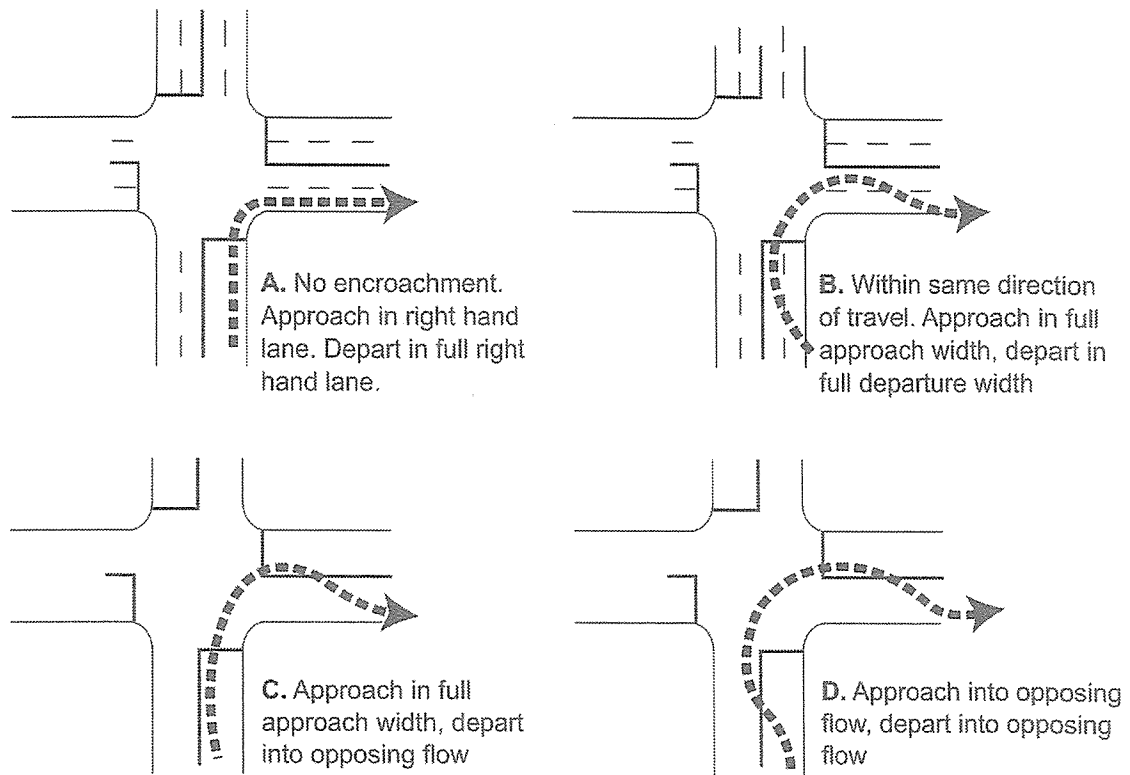 A. No encroachment.
Approach in right hand
lane. Depart in full right
hand lane.
B. Within same direction
of travel. Approach in full
approach width, depart in
full departure width
C. Approach in full
approach width, depart
into opposing flow
D. Approach into opposing
flow, depart into opposing
flow